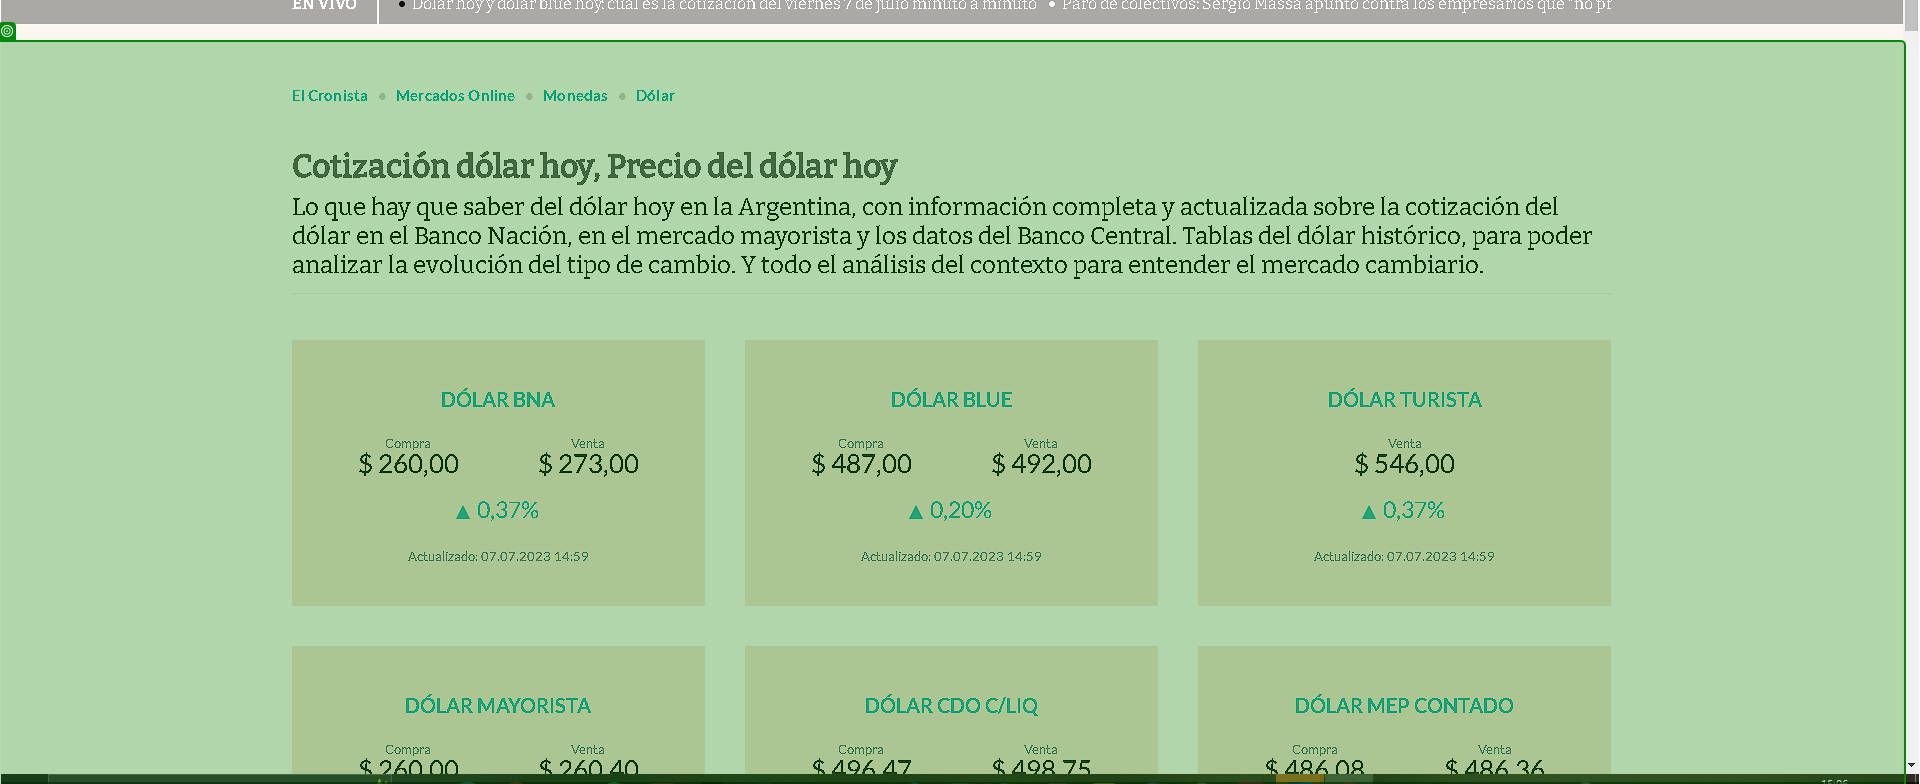 EN VIVO • Dólar hoy y dólar blue hoy: cuál es la cotización del viernes 7 de julio minuto a minuto • Paro de colectivos: Sergio Massa apuntó contra los empresarios que "no pr
El Cronista • Mercados Online • Monedas • Dólar
Cotización dólar hoy, Precio del dólar hoy
Lo que hay que saber del dólar hoy en la Argentina, con información completa y actualizada sobre la cotización del
dólar en el Banco Nación, en el mercado mayorista y los datos del Banco Central. Tablas del dólar histórico, para poder
analizar la evolución del tipo de cambio. Y todo el análisis del contexto para entender el mercado cambiario.
DÓLAR BNA
Compra Venta
$ 260,00 $ 273,00
▲ 0,37%
Actualizado: 07.07.2023 14:59
DÓLAR BLUE
Compra Venta
$ 487,00 $ 492,00
▲ 0,20%
Actualizado: 07.07.2023 14:59
DÓLAR TURISTA
Venta
$ 546,00
▲ 0,37%
Actualizado: 07.07.2023 14:59
DÓLAR MAYORISTA
Compra Venta
$ 260,00 $ 260,40
DÓLAR CDO C/LIQ
Compra Venta
$ 496,47 $ 498,75
DÓLAR MEP CONTADO
Compra Venta
$ 486,08 $ 486,36